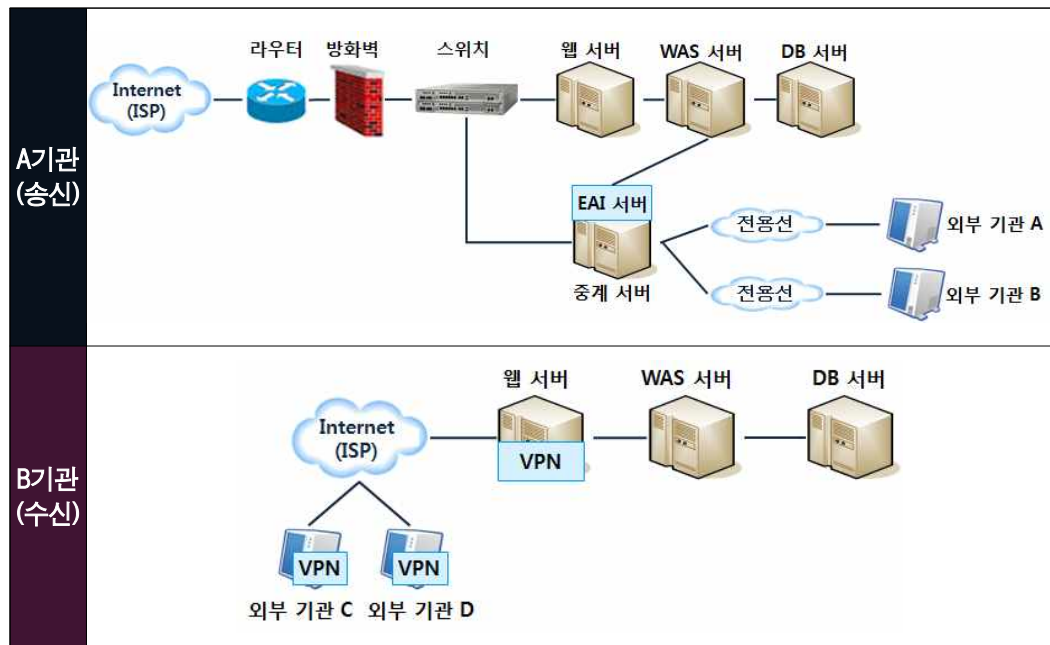 A기관
(송신)
Internet
(ISP)
라우터
방화벽
스위치
웹 서버
WAS 서버
DB 서버
EAI 서버
중계 서버
전용선
외부 기관 A
전용선
외부 기관 B
B기관
(수신)
Internet
(ISP)
웹 서버
VPN
WAS 서버
DB 서버
VPN
외부 기관 C
VPN
외부 기관 D